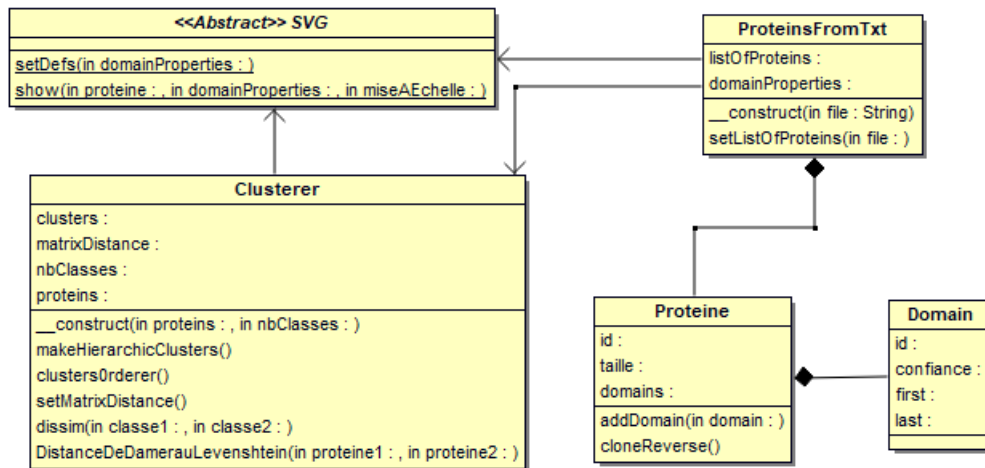 <<Abstract>> SVG
setDefs(in domainProperties : )
show(in proteine : , in domainProperties : , in miseAEchelle : )
ProteinsFromTxt
listOfProteins :
domainProperties :
__construct(in file : String)
setListOfProteins(in file : )
Clusterer
clusters :
matrixDistance :
nbClasses :
proteins :
__construct(in proteins : , in nbClasses : )
makeHierarchicClusters()
clustersOrderer()
setMatrixDistance()
dissim(in classe1 : , in classe2 : )
DistanceDeDamerauLevenshtein(in proteine1 : , in proteine2 : )
Proteine
id :
taille :
domains :
addDomain(in domain : )
cloneReverse()
Domain
id :
confiance :
first :
last :